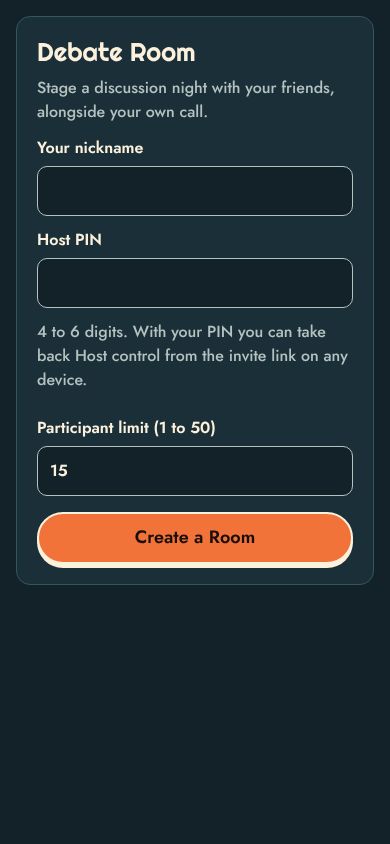 Debate Room
Stage a discussion night with your friends,
alongside your own call.
Your nickname
Host PIN
4 to 6 digits. With your PIN you can take
back Host control from the invite link on any
device.
Participant limit (1 to 50)
15
Create a Room